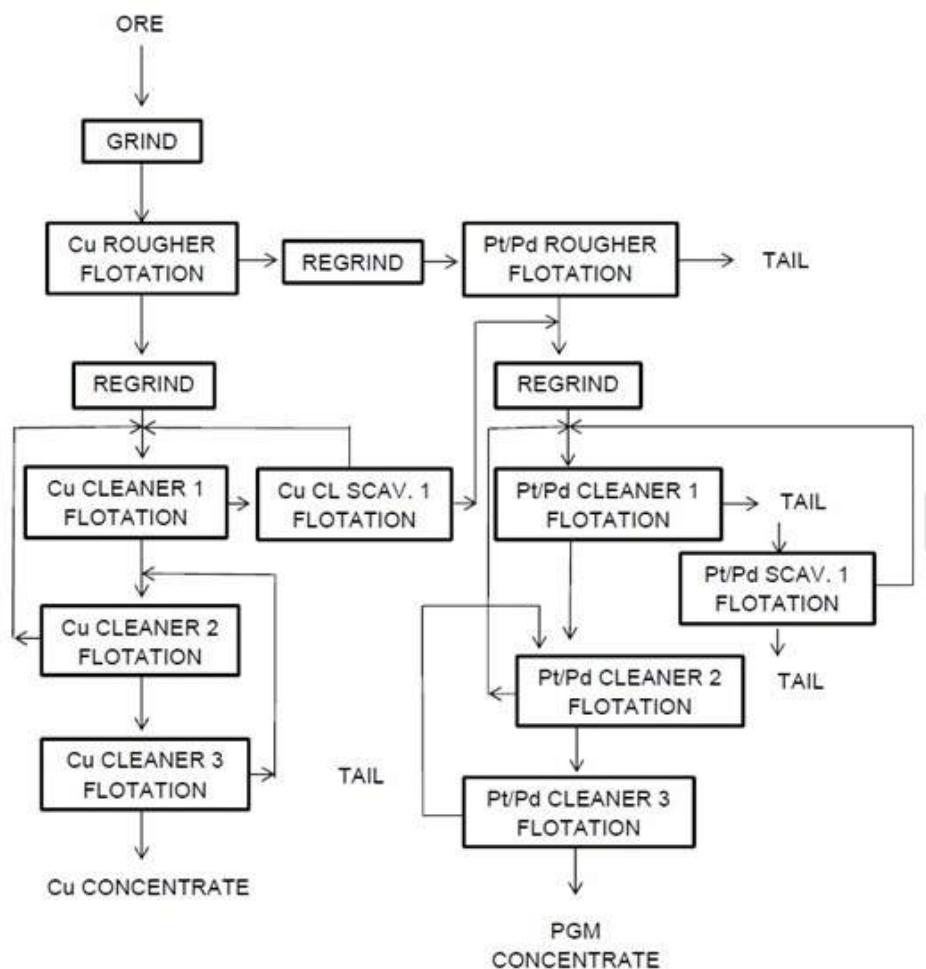 ORE
GRIND
Cu ROUGHER
FLOTATION
REGRIND
Pt/Pd ROUGHER
FLOTATION
TAIL
REGRIND
REGRIND
Cu CLEANER 1
FLOTATION
Cu CL SCAV. 1
FLOTATION
Pt/Pd CLEANER 1
FLOTATION
TAIL
Pt/Pd SCAV. 1
FLOTATION
TAIL
Cu CLEANER 2
FLOTATION
Pt/Pd CLEANER 2
FLOTATION
Cu CLEANER 3
FLOTATION
TAIL
Pt/Pd CLEANER 3
FLOTATION
Cu CONCENTRATE
PGM
CONCENTRATE